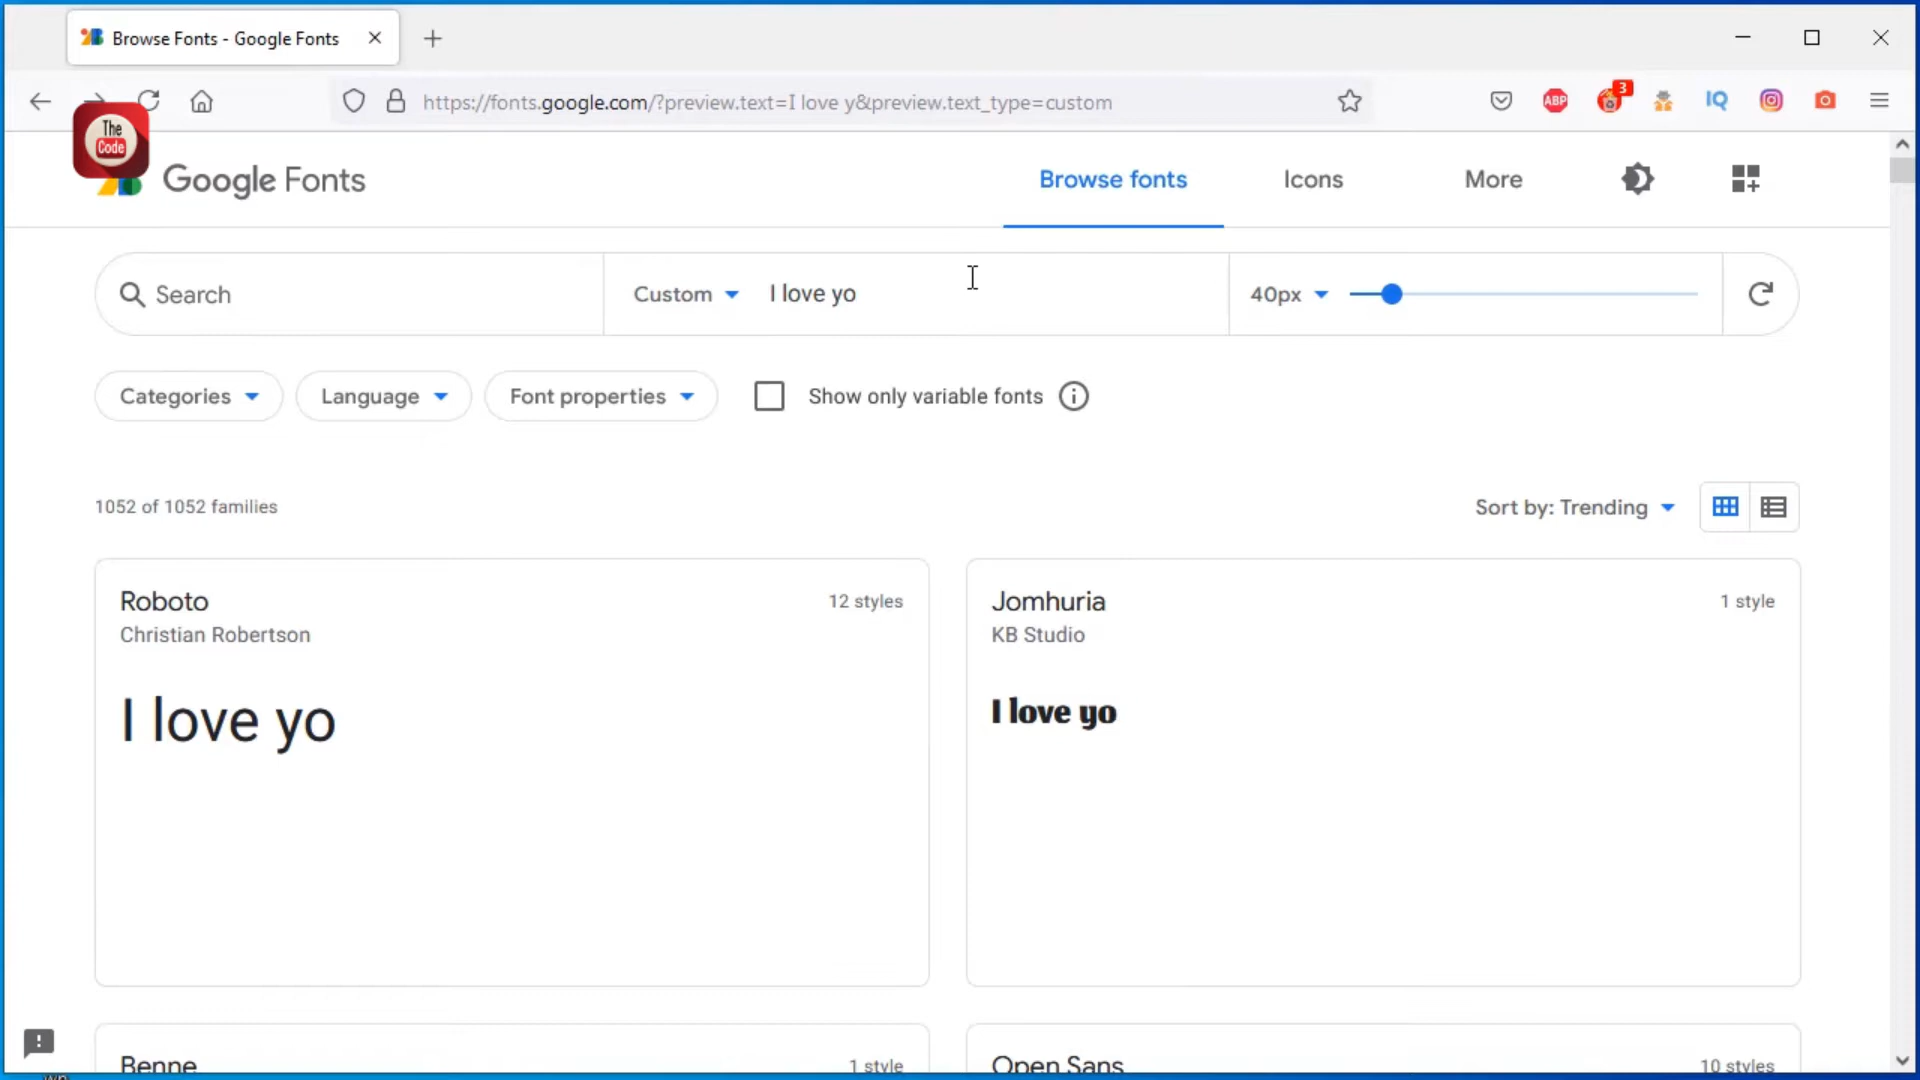 Browse Fonts - Google Fonts
https://fonts.google.com/?preview.text=I love y&preview.text_type=custom
ABP
3
IQ
The
Code
Google Fonts
Browse fonts
Icons
More
Search
Custom
I love yo
40px
Categories
Language
Font properties
Show only variable fonts
1052 of 1052 families
Sort by: Trending
Roboto
12 styles
Christian Robertson
I love yo
Jomhuria
1 style
KB Studio
I love yo
Benne
1 style
Open Sans
10 styles